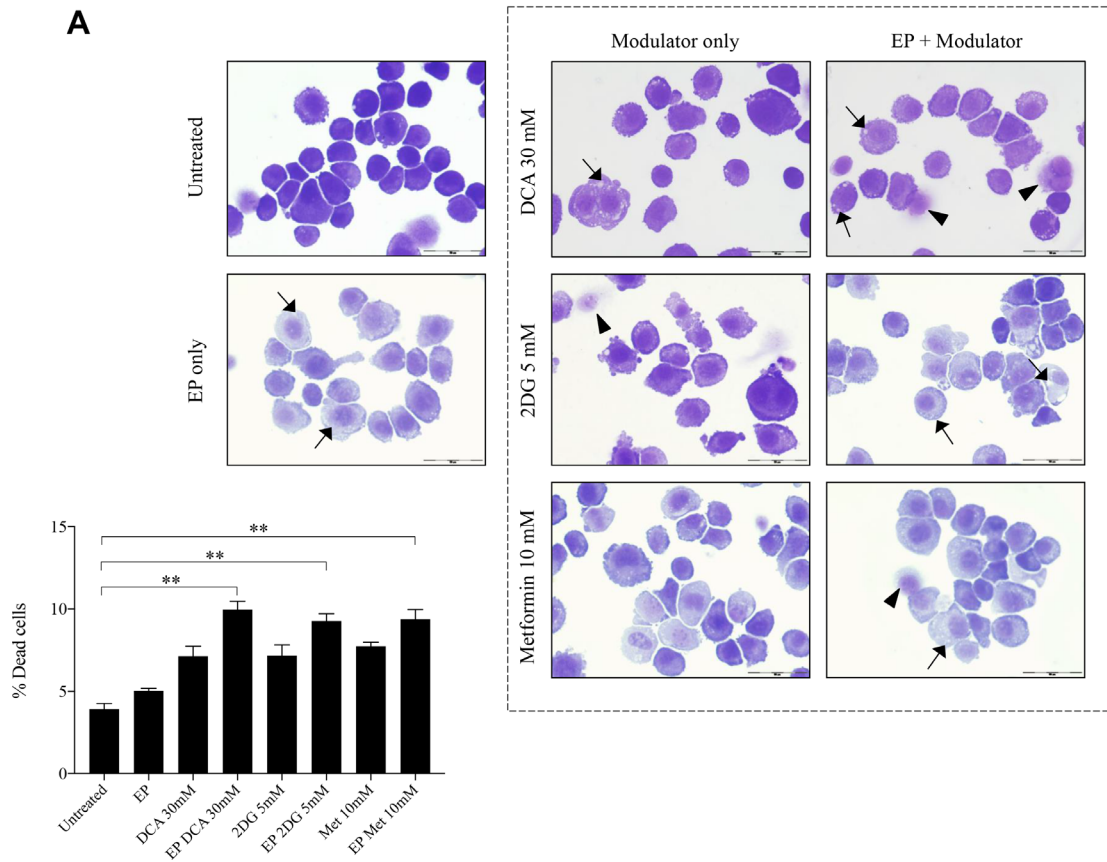 A
Modulator only
EP + Modulator
Untreated
DCA 30 mM
EP only
2DG 5 mM
Metformin 10 mM
% Dead cells
15
10
5
0
**
**
**
Untreated
EP
DCA 30mM
EP DCA 30mM
2DG 5mM
EP 2DG 5mM
Met 10mM
EP Met 10mM